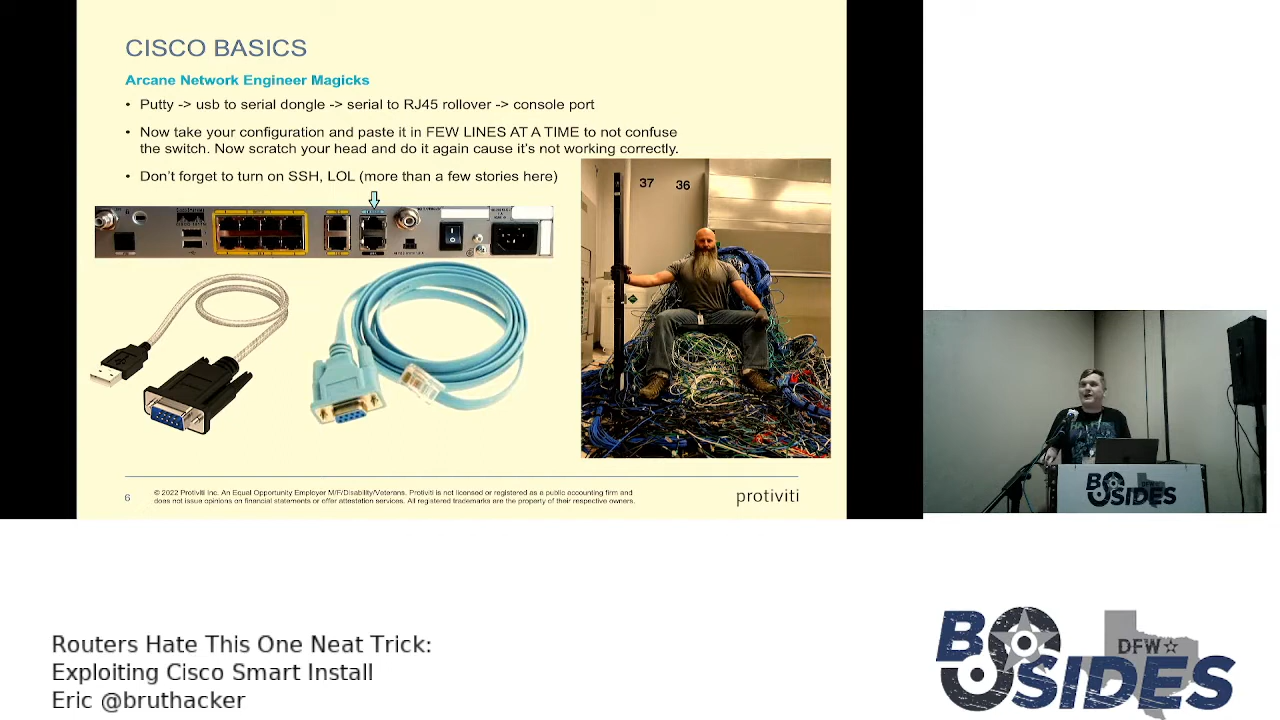 CISCO BASICS
Arcane Network Engineer Magicks
• Putty -> usb to serial dongle -> serial to RJ45 rollover -> console port
• Now take your configuration and paste it in FEW LINES AT A TIME to not confuse
the switch. Now scratch your head and do it again cause it's not working correctly.
• Don't forget to turn on SSH, LOL (more than a few stories here)
37 36
6
© 2022 Protiviti Inc. An Equal Opportunity Employer M/F/Disability/Veterans. Protiviti is not licensed or registered as a public accounting firm and
does not issue opinions on financial statements or offer attestation services. All registered trademarks are the property of their respective owners.
protiviti
BSIDES
DFW
Routers Hate This One Neat Trick:
Exploiting Cisco Smart Install
Eric @bruthacker
BSIDES
DFW